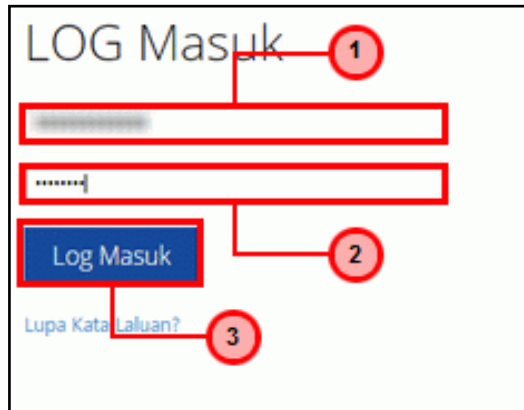 LOG Masuk
1
••••••••
2
Log Masuk
Lupa Kata Laluan?
3